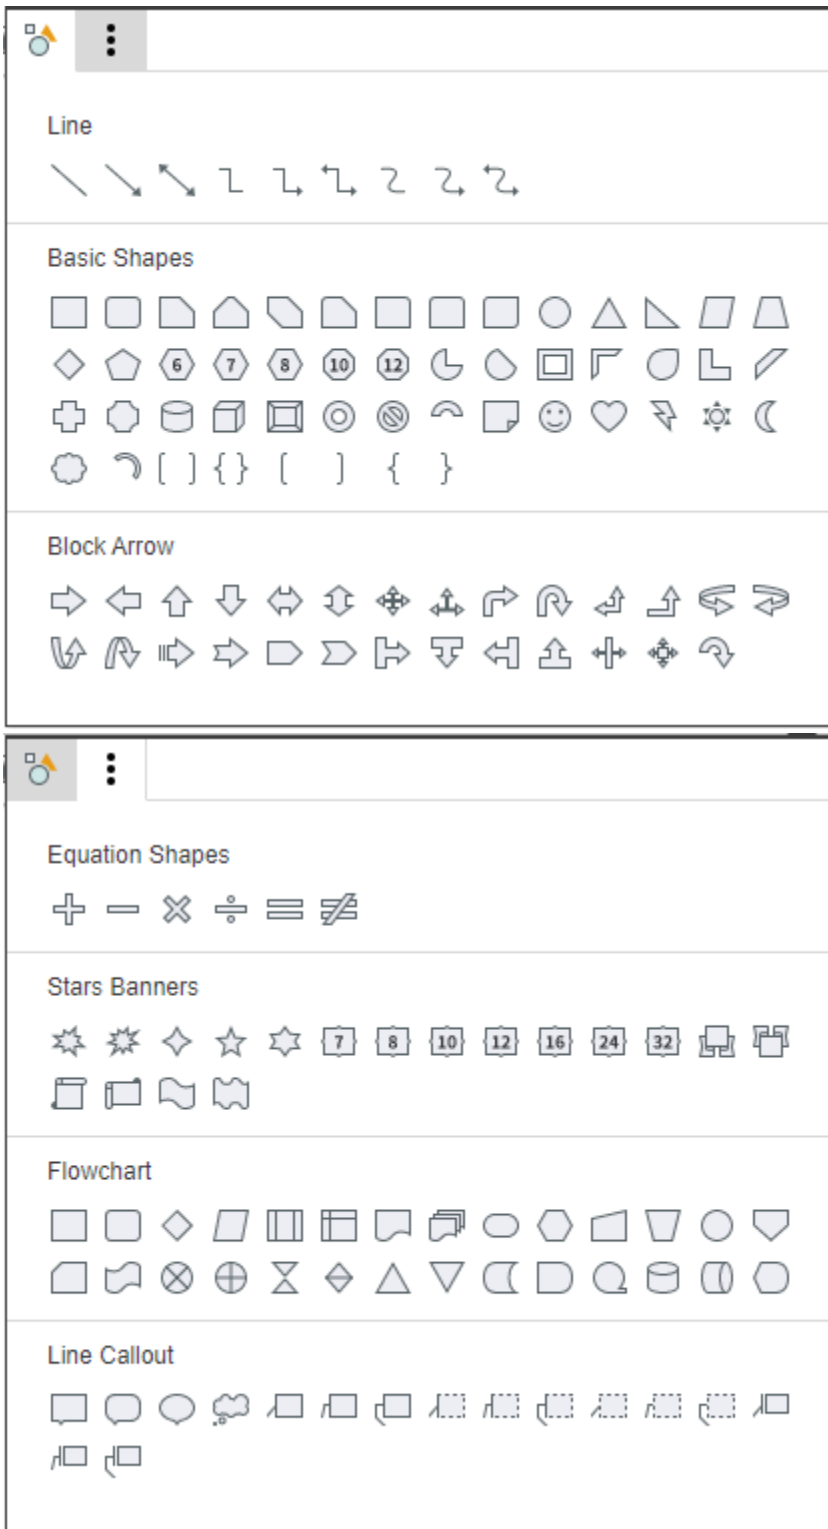 Line
Basic Shapes
6 7 8 10 12
Block Arrow
Equation Shapes
Stars Banners
7 8 10 12 16 24 32
Flowchart
Line Callout